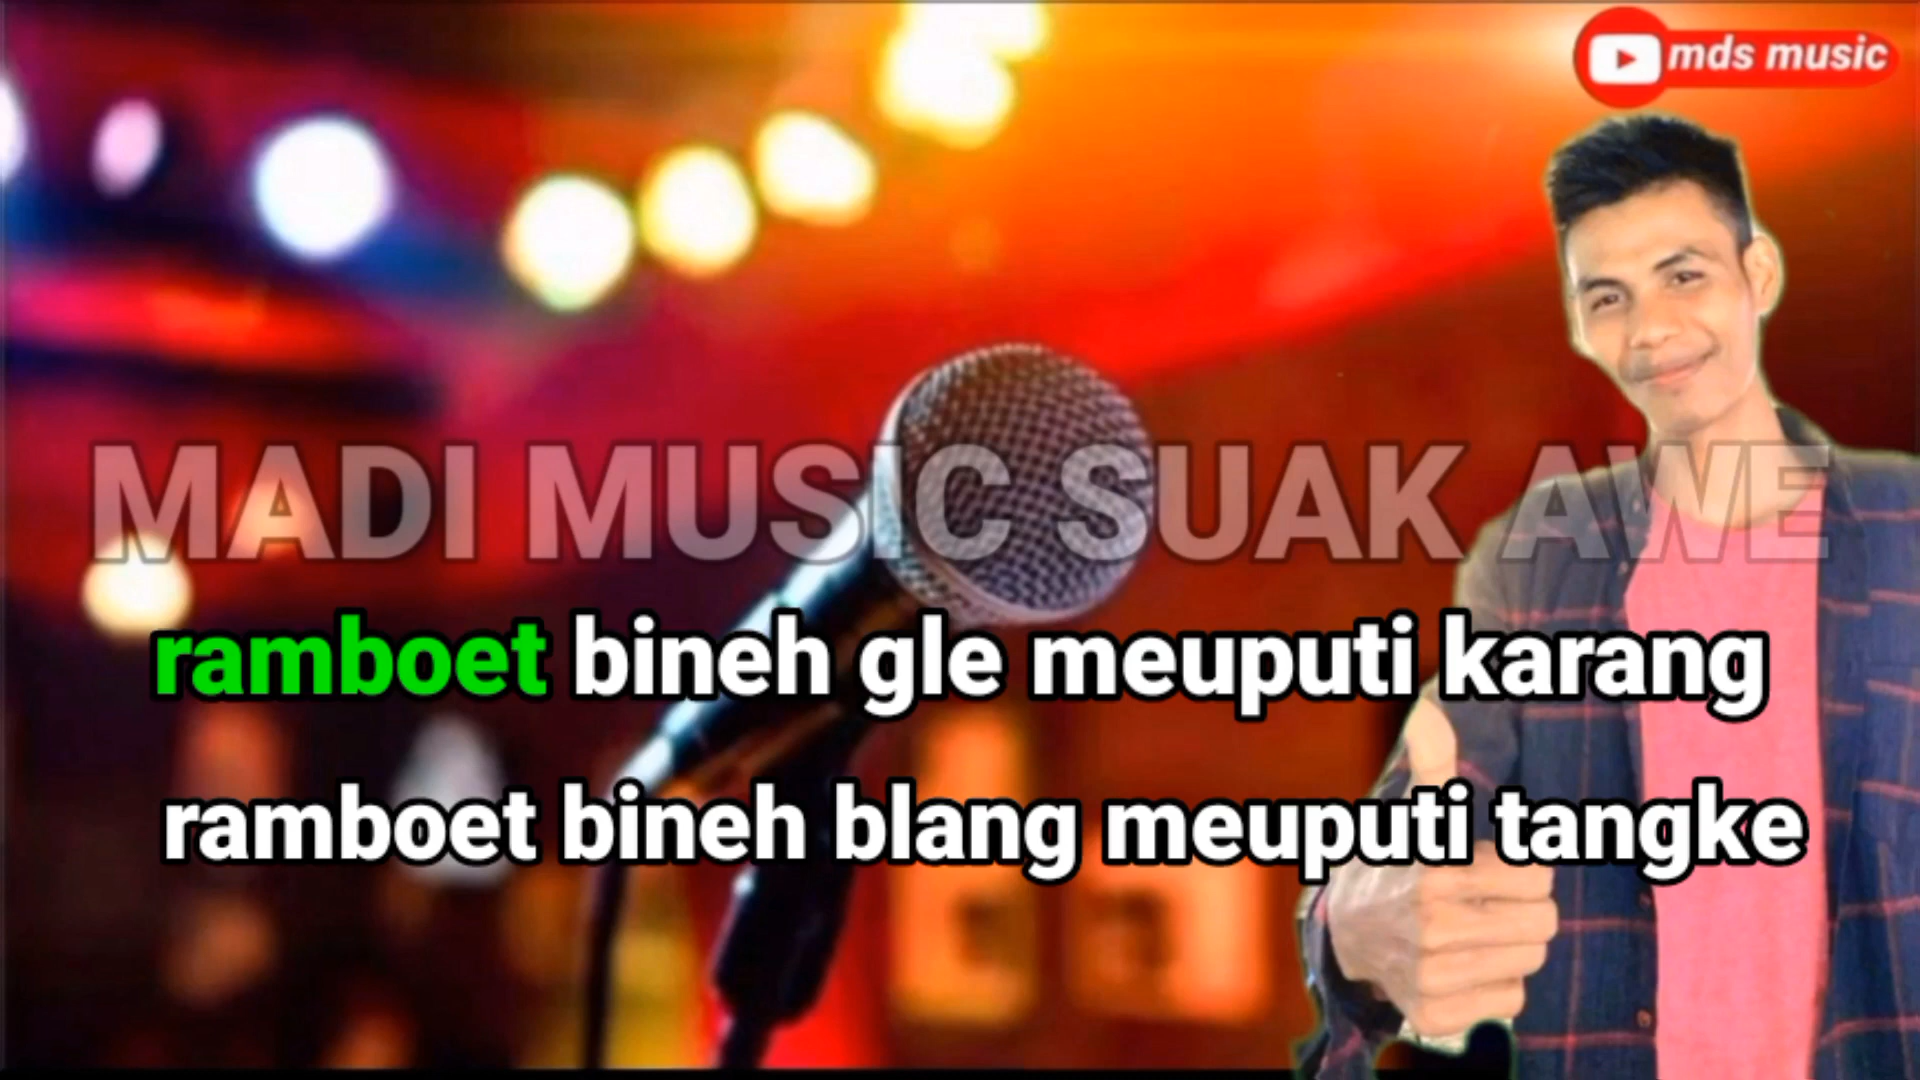 mds music
MADI MUSIC SUAK AWE
ramboet bineh gle meuputi karang
ramboet bineh blang meuputi tangke